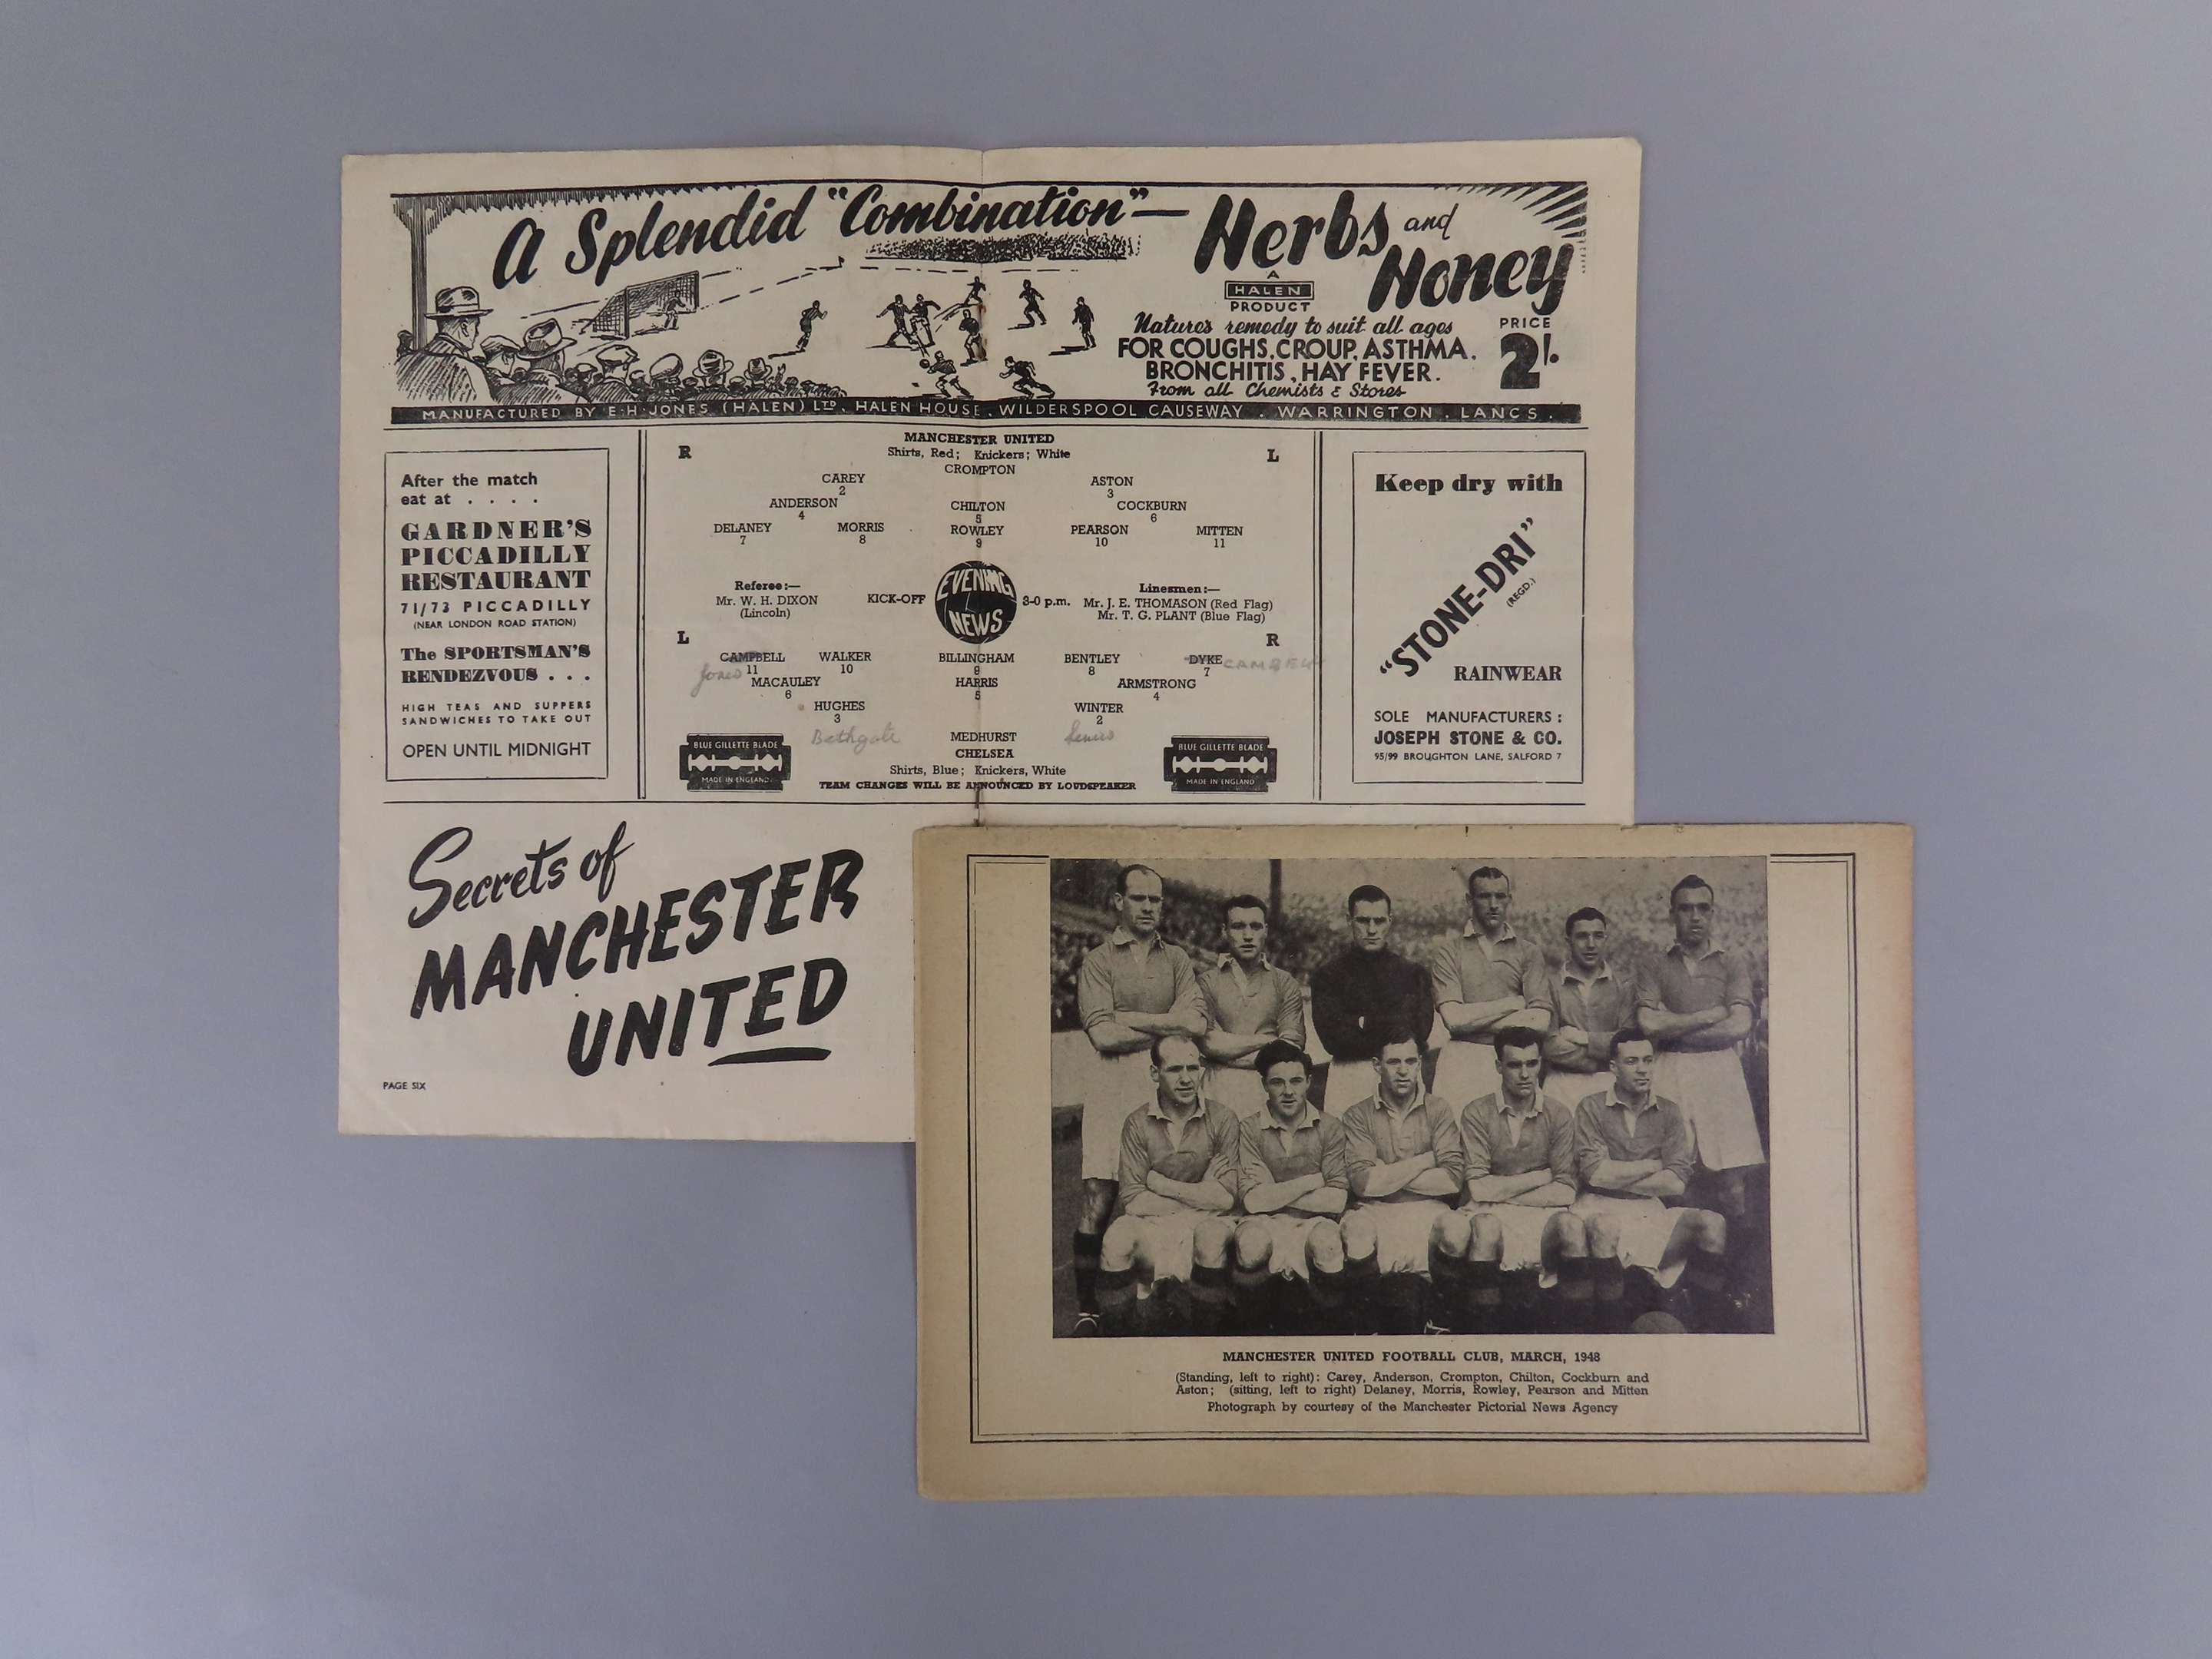 A Splendid "Combination"—
Herbs and
Honey
A
HALEN
PRODUCT
Nature's remedy to suit all ages
FOR COUGHS, CROUP, ASTHMA.
BRONCHITIS, HAY FEVER.
From all Chemists & Stores
PRICE
2/-
MANUFACTURED BY E·H·JONES (HALEN) LTD. HALEN HOUSE. WILDERSPOOL CAUSEWAY. WARRINGTON. LANCS.
After the match
eat at . . . .
GARDNER'S
PICCADILLY
RESTAURANT
71/73 PICCADILLY
(NEAR LONDON ROAD STATION)
The SPORTSMAN'S
RENDEZVOUS . . .
HIGH TEAS AND SUPPERS
SANDWICHES TO TAKE OUT
OPEN UNTIL MIDNIGHT
MANCHESTER UNITED
R Shirts, Red; Knickers; White L
CROMPTON
CAREY ASTON
2 3
ANDERSON CHILTON COCKBURN
4 5 6
DELANEY MORRIS ROWLEY PEARSON MITTEN
7 8 9 10 11
Referee:—
Mr. W. H. DIXON
(Lincoln)
KICK-OFF
EVENING
NEWS
3-0 p.m.
Linesmen:—
Mr. J. E. THOMASON (Red Flag)
Mr. T. G. PLANT (Blue Flag)
L R
CAMPBELL WALKER BILLINGHAM BENTLEY DYKE CAMBELL
Jones 11 10 9 8 7
MACAULEY HARRIS ARMSTRONG
6 5 4
HUGHES WINTER
3 2
Bathgate MEDHURST
CHELSEA
Shirts, Blue; Knickers, White
TEAM CHANGES WILL BE ANNOUNCED BY LOUDSPEAKER
BLUE GILLETTE BLADE
MADE IN ENGLAND
BLUE GILLETTE BLADE
MADE IN ENGLAND
Keep dry with
"STONE-DRI"
(REGD.)
RAINWEAR
SOLE MANUFACTURERS:
JOSEPH STONE & CO.
95/99 BROUGHTON LANE, SALFORD 7
Secrets of
MANCHESTER
UNITED
PAGE SIX
MANCHESTER UNITED FOOTBALL CLUB, MARCH, 1948
(Standing, left to right): Carey, Anderson, Crompton, Chilton, Cockburn and
Aston; (sitting, left to right) Delaney, Morris, Rowley, Pearson and Mitten
Photograph by courtesy of the Manchester Pictorial News Agency